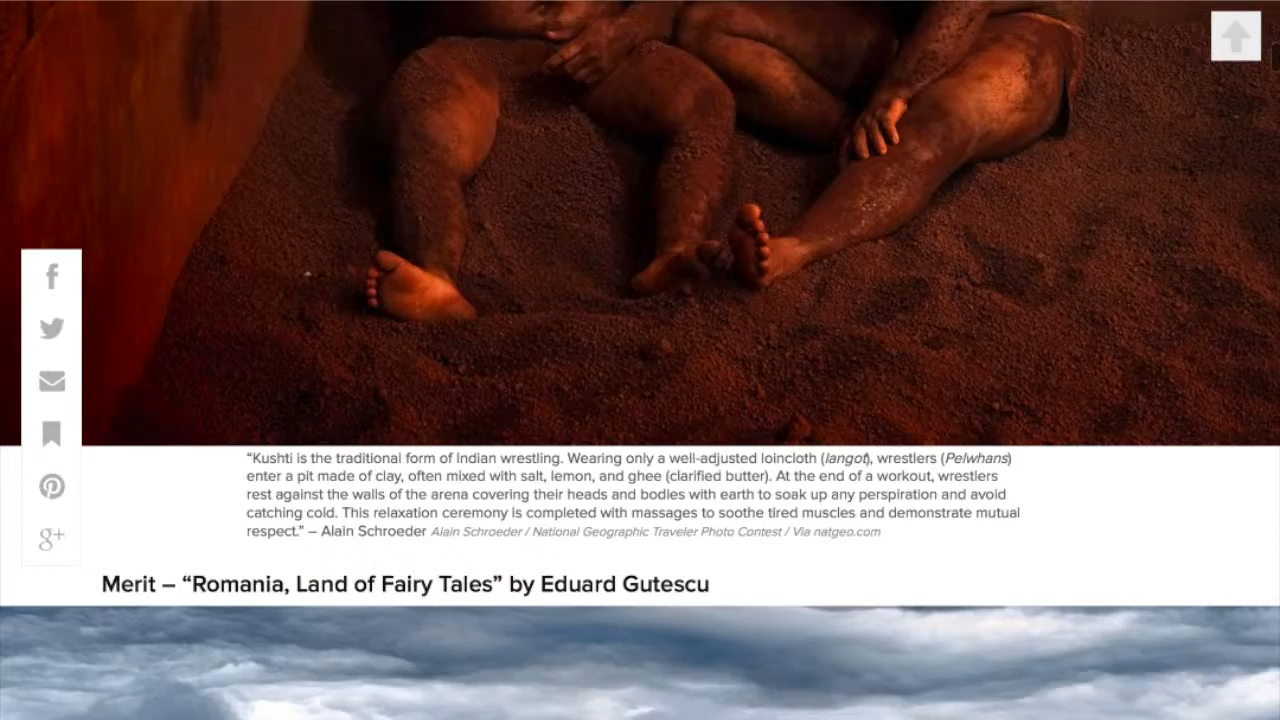 “Kushti is the traditional form of Indian wrestling. Wearing only a well-adjusted loincloth (langot), wrestlers (Pelwhans)
enter a pit made of clay, often mixed with salt, lemon, and ghee (clarified butter). At the end of a workout, wrestlers
rest against the walls of the arena covering their heads and bodies with earth to soak up any perspiration and avoid
catching cold. This relaxation ceremony is completed with massages to soothe tired muscles and demonstrate mutual
respect.” – Alain Schroeder Alain Schroeder / National Geographic Traveler Photo Contest / Via natgeo.com
g+
Merit – “Romania, Land of Fairy Tales” by Eduard Gutescu